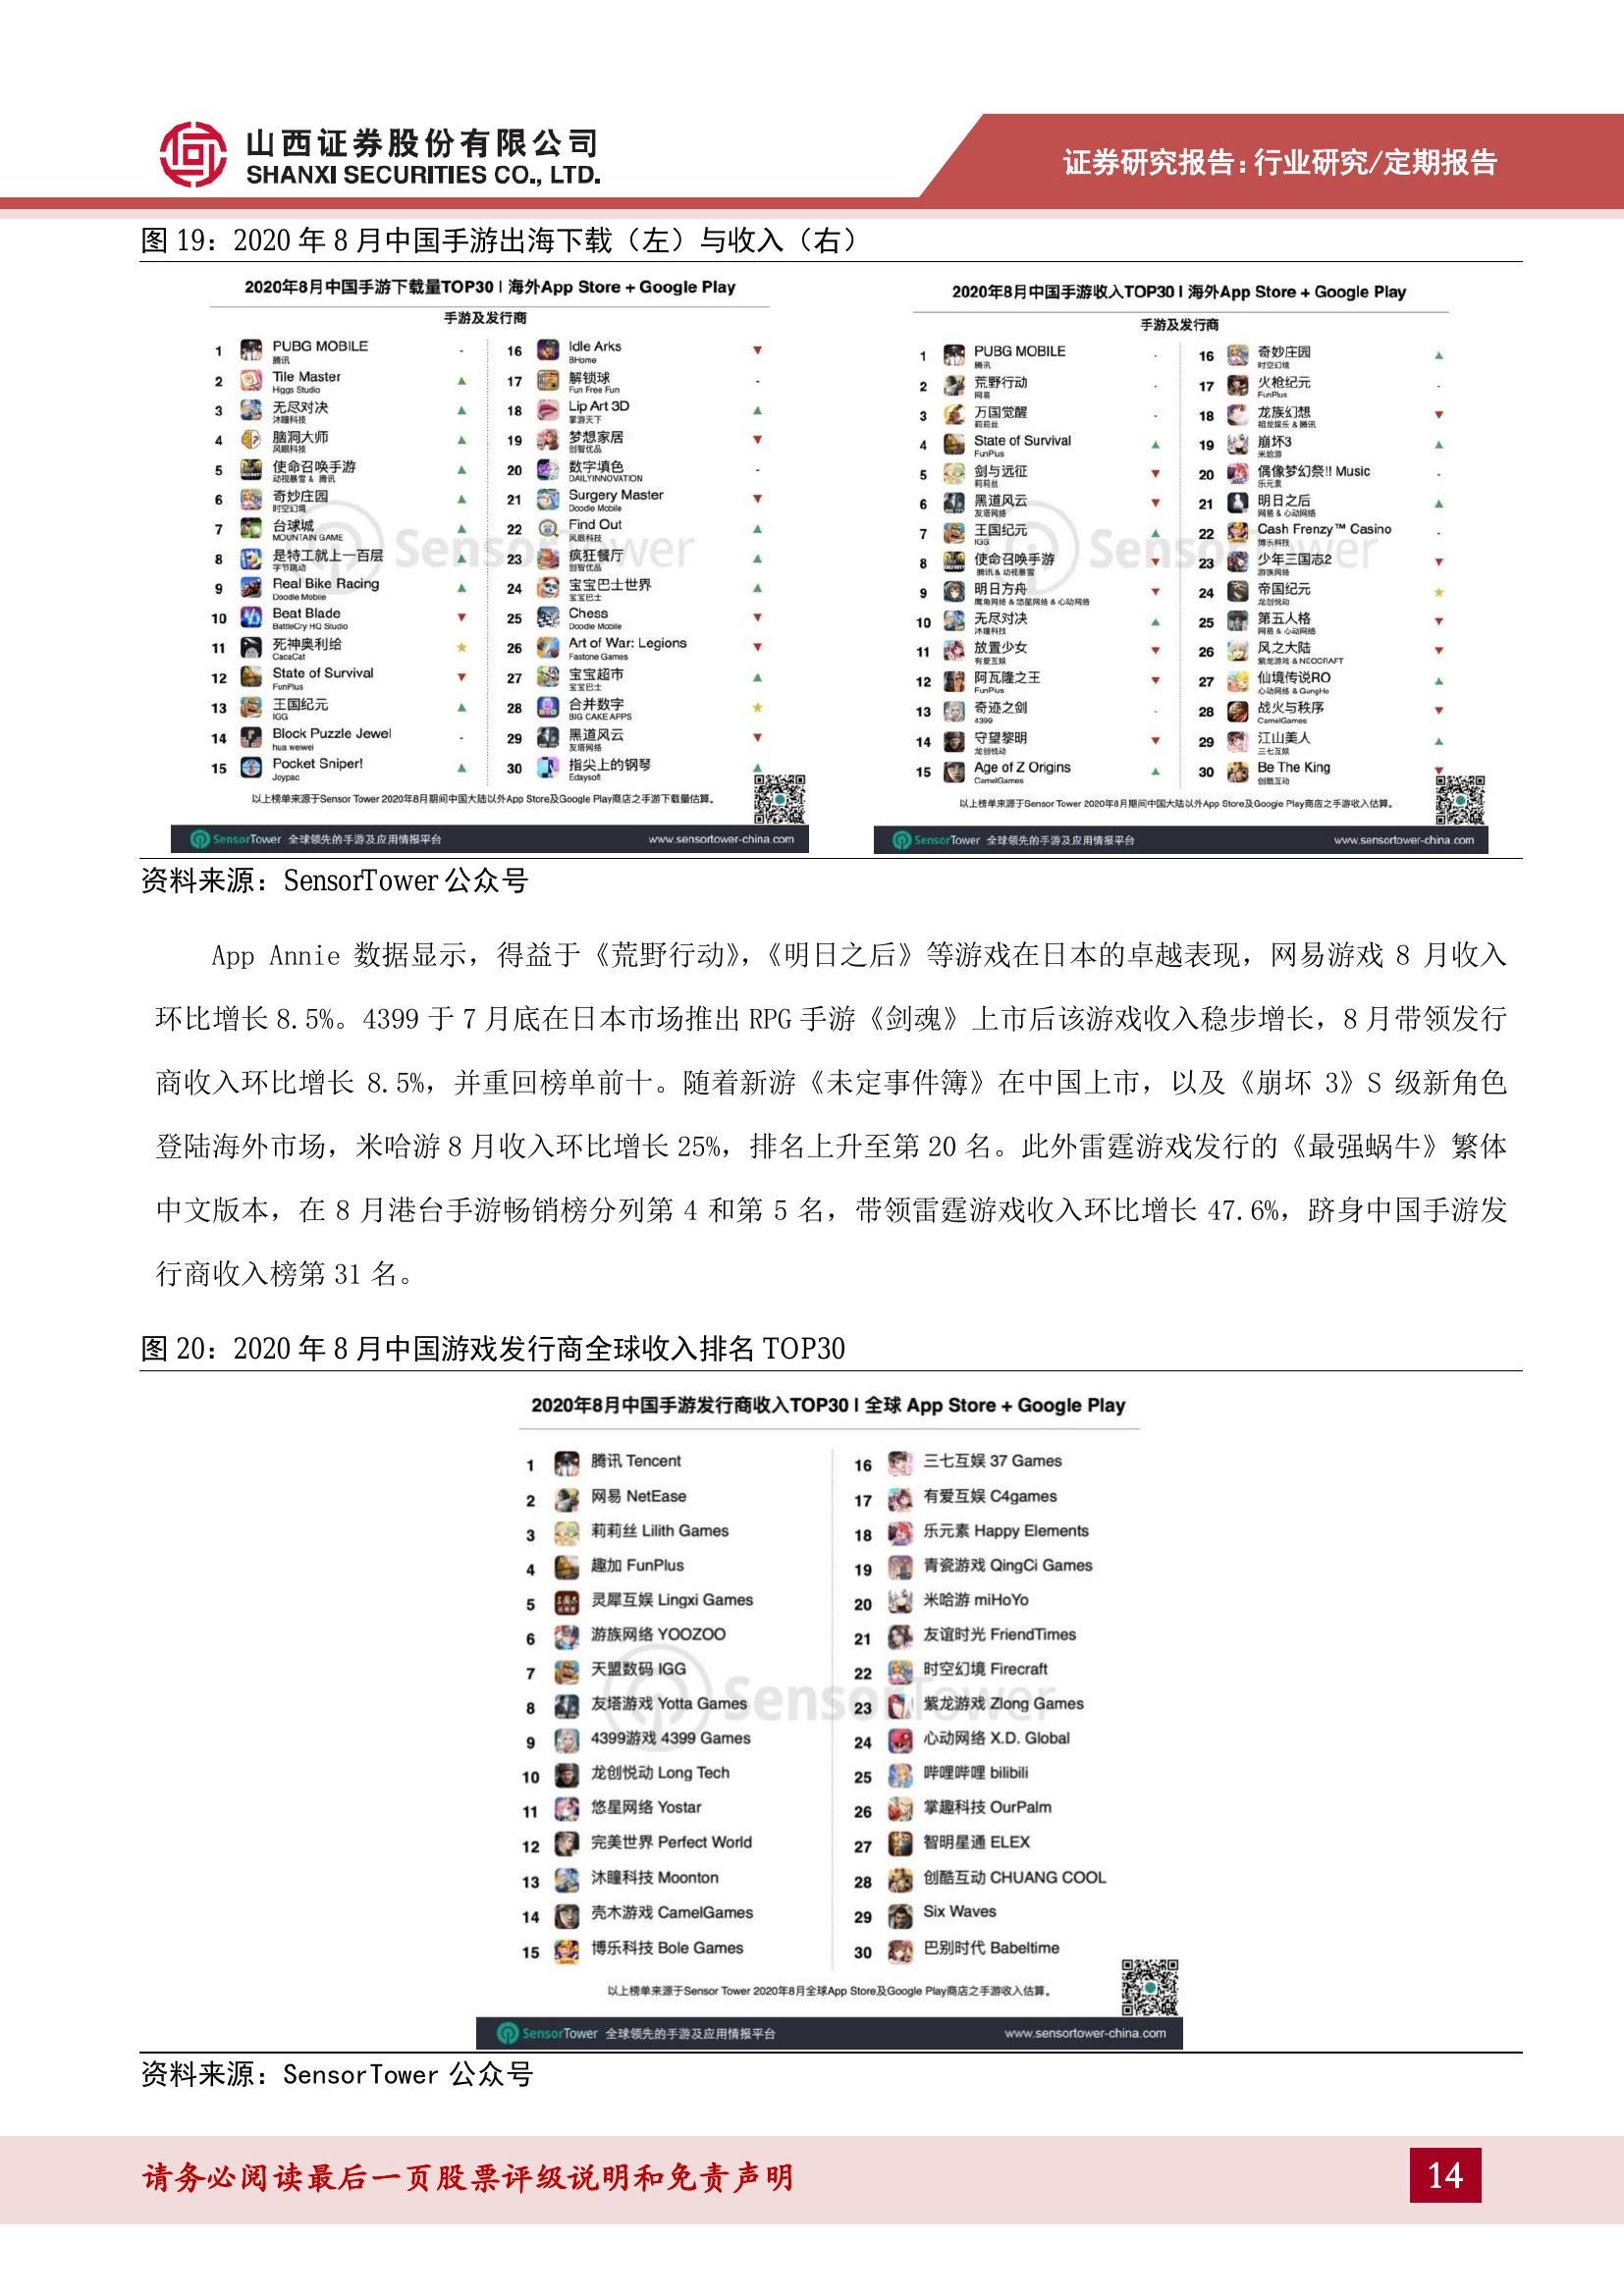 山西证券股份有限公司
SHANXI SECURITIES CO., LTD.
证券研究报告：行业研究/定期报告
图 19：2020 年 8 月中国手游出海下载（左）与收入（右）
2020年8月中国手游下载量TOP30 | 海外App Store + Google Play
手游及发行商
1 PUBG MOBILE -
腾讯
2 Tile Master ▲
Higgs Studio
3 无尽对决 ▲
沐瞳科技
4 脑洞大师 ▲
风眼科技
5 使命召唤手游 ▲
动视暴雪 & 腾讯
6 奇妙庄园 ▲
时空幻境
7 台球城 ▲
MOUNTAIN GAME
8 是特工就上一百层 ▲
字节跳动
9 Real Bike Racing ▲
Doodle Mobile
10 Beat Blade ▼
BattleCry HQ Studio
11 死神奥利给 ★
CacaCat
12 State of Survival ▼
FunPlus
13 王国纪元 ▲
IGG
14 Block Puzzle Jewel -
hua weiwei
15 Pocket Sniper! ▲
Joypac
16 Idle Arks ▼
BHome
17 解锁球 -
Fun Free Fun
18 Lip Art 3D ▲
掌游天下
19 梦想家居 ▼
创智优品
20 数字填色 -
DAILYINNOVATION
21 Surgery Master ▼
Doodle Mobile
22 Find Out ▲
风眼科技
23 疯狂餐厅 ▲
创智优品
24 宝宝巴士世界 ▲
宝宝巴士
25 Chess ▼
Doodle Mobile
26 Art of War: Legions ▼
Fastone Games
27 宝宝超市 ▲
宝宝巴士
28 合并数字 ★
BIG CAKE APPS
29 黑道风云 ▼
友塔网络
30 指尖上的钢琴 ▲
Edaysoft
SensorTower
以上榜单来源于Sensor Tower 2020年8月期间中国大陆以外App Store及Google Play商店之手游下载量估算。
SensorTower 全球领先的手游及应用情报平台 www.sensortower-china.com
2020年8月中国手游收入TOP30 | 海外App Store + Google Play
手游及发行商
1 PUBG MOBILE -
腾讯
2 荒野行动 -
网易
3 万国觉醒 -
莉莉丝
4 State of Survival ▲
FunPlus
5 剑与远征 ▼
莉莉丝
6 黑道风云 ▼
友塔网络
7 王国纪元 ▲
IGG
8 使命召唤手游 ▼
腾讯 & 动视暴雪
9 明日方舟 ▼
鹰角网络 & 悠星网络 & 心动网络
10 无尽对决 ▲
沐瞳科技
11 放置少女 ▼
有爱互娱
12 阿瓦隆之王 ▼
FunPlus
13 奇迹之剑 -
4399
14 守望黎明 ▼
龙创悦动
15 Age of Z Origins ▲
CamelGames
16 奇妙庄园 ▲
时空幻境
17 火枪纪元 -
FunPlus
18 龙族幻想 ▼
祖龙娱乐 & 腾讯
19 崩坏3 ▲
米哈游
20 偶像梦幻祭!! Music -
乐元素
21 明日之后 ▲
网易 & 心动网络
22 Cash Frenzy™ Casino -
博乐科技
23 少年三国志2 ▼
游族网络
24 帝国纪元 ★
龙创悦动
25 第五人格 ▼
网易 & 心动网络
26 风之大陆 ▼
紫龙游戏 & NEOCRAFT
27 仙境传说RO ▲
心动网络 & GungHo
28 战火与秩序 ▼
CamelGames
29 江山美人 ▲
三七互娱
30 Be The King ▼
创酷互动
SensorTower
以上榜单来源于Sensor Tower 2020年8月期间中国大陆以外App Store及Google Play商店之手游收入估算。
SensorTower 全球领先的手游及应用情报平台 www.sensortower-china.com
资料来源：SensorTower 公众号
App Annie 数据显示，得益于《荒野行动》，《明日之后》等游戏在日本的卓越表现，网易游戏 8 月收入
环比增长 8.5%。4399 于 7 月底在日本市场推出 RPG 手游《剑魂》上市后该游戏收入稳步增长，8 月带领发行
商收入环比增长 8.5%，并重回榜单前十。随着新游《未定事件簿》在中国上市，以及《崩坏 3》S 级新角色
登陆海外市场，米哈游 8 月收入环比增长 25%，排名上升至第 20 名。此外雷霆游戏发行的《最强蜗牛》繁体
中文版本，在 8 月港台手游畅销榜分列第 4 和第 5 名，带领雷霆游戏收入环比增长 47.6%，跻身中国手游发
行商收入榜第 31 名。
图 20：2020 年 8 月中国游戏发行商全球收入排名 TOP30
2020年8月中国手游发行商收入TOP30 | 全球 App Store + Google Play
1 腾讯 Tencent
2 网易 NetEase
3 莉莉丝 Lilith Games
4 趣加 FunPlus
5 灵犀互娱 Lingxi Games
6 游族网络 YOOZOO
7 天盟数码 IGG
8 友塔游戏 Yotta Games
9 4399游戏 4399 Games
10 龙创悦动 Long Tech
11 悠星网络 Yostar
12 完美世界 Perfect World
13 沐瞳科技 Moonton
14 壳木游戏 CamelGames
15 博乐科技 Bole Games
16 三七互娱 37 Games
17 有爱互娱 C4games
18 乐元素 Happy Elements
19 青瓷游戏 QingCi Games
20 米哈游 miHoYo
21 友谊时光 FriendTimes
22 时空幻境 Firecraft
23 紫龙游戏 Zlong Games
24 心动网络 X.D. Global
25 哔哩哔哩 bilibili
26 掌趣科技 OurPalm
27 智明星通 ELEX
28 创酷互动 CHUANG COOL
29 Six Waves
30 巴别时代 Babeltime
SensorTower
以上榜单来源于Sensor Tower 2020年8月全球App Store及Google Play商店之手游收入估算。
SensorTower 全球领先的手游及应用情报平台 www.sensortower-china.com
资料来源：SensorTower 公众号
请务必阅读最后一页股票评级说明和免责声明
14